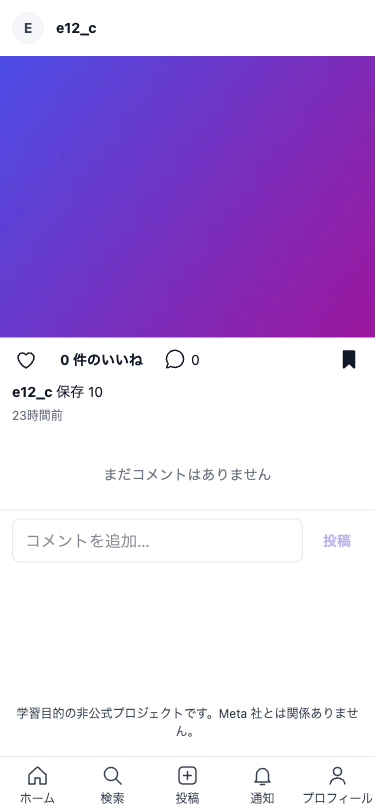 E e12_c
0 件のいいね 0
e12_c 保存 10
23時間前
まだコメントはありません
コメントを追加... 投稿
学習目的の非公式プロジェクトです。Meta 社とは関係ありませ
ん。
ホーム 検索 投稿 通知 プロフィール